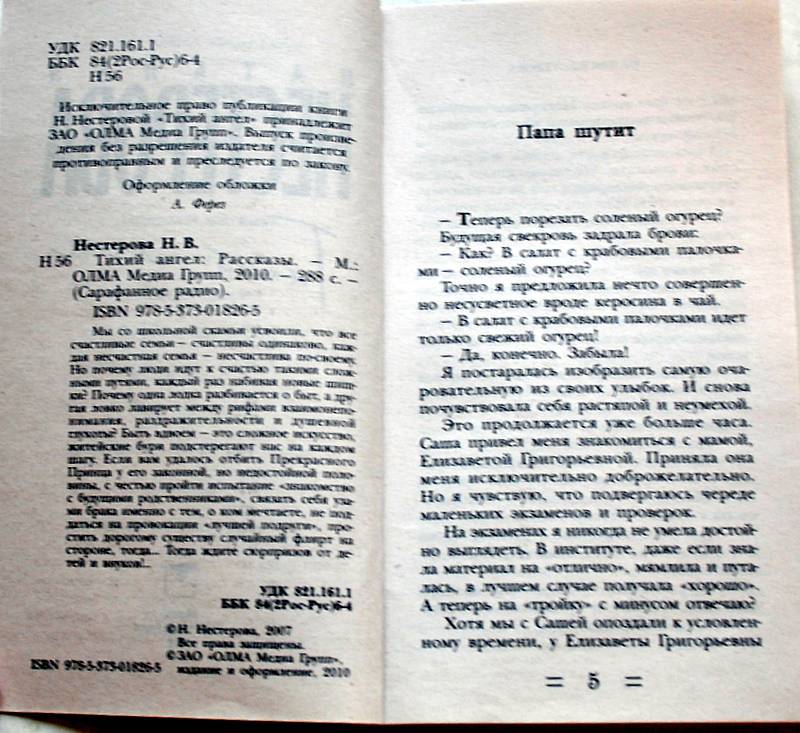 УДК 821.161.1
ББК 84(2Рос-Рус)6-4
Н 56
Исключительное право публикации книги
Н. Нестеровой «Тихий ангел» принадлежит
ЗАО «ОЛМА Медиа Групп». Выпуск произве-
дения без разрешения издателя считается
противоправным и преследуется по закону.
Оформление обложки
А. Ферез
Нестерова Н. В.
Н 56 Тихий ангел: Рассказы. — М.:
ОЛМА Медиа Групп, 2010. — 288 с. —
(Сарафанное радио).
ISBN 978-5-373-01826-5
Мы со школьной скамьи усвоили, что все
счастливые семьи — счастливы одинаково, каж-
дая несчастная семья — несчастлива по-своему.
Но почему люди идут к счастью такими слож-
ными путями, каждый раз набивая новые шиш-
ки? Почему одна лодка разбивается о быт, а дру-
гая ловко лавирует между рифами взаимонепо-
нимания, раздражительности и душевной
глухоты? Быть вдвоем — это сложное искусство,
житейские бури подстерегают нас на каждом
шагу. Если вам удалось отбить Прекрасного
Принца у его законной, но недостойной поло-
вины, с честью пройти испытание «знакомство
с будущими родственниками», связать себя уза-
ми брака именно с тем, о ком мечтаете, не под-
даться на провокации «лучшей подруги», про-
стить дорогому существу случайный флирт на
стороне, тогда... Тогда ждите сюрпризов от де-
тей и внуков!..
УДК 821.161.1
ББК 84(2Рос-Рус)6-4
© Н. Нестерова, 2007
Все права защищены.
© ЗАО «ОЛМА Медиа Групп»,
ISBN 978-5-373-01826-5 издание и оформление, 2010
Папа шутит
— Теперь порезать соленый огурец?
Будущая свекровь задрала брови:
— Как? В салат с крабовыми палочка-
ми — соленый огурец?
Точно я предложила нечто совершен-
но несусветное вроде керосина в чай.
— В салат с крабовыми палочками идет
только свежий огурец!
— Да, конечно. Забыла!
Я постаралась изобразить самую оча-
ровательную из своих улыбок. И снова
почувствовала себя растяпой и неумехой.
Это продолжается уже больше часа.
Саша привел меня знакомиться с мамой,
Елизаветой Григорьевной. Приняла она
меня исключительно доброжелательно.
Но я чувствую, что подвергаюсь череде
маленьких экзаменов и проверок.
На экзаменах я никогда не умела достой-
но выглядеть. В институте, даже если зна-
ла материал на «отлично», мямлила и пута-
лась, в лучшем случае получала «хорошо».
А теперь на «тройку» с минусом отвечаю?
Хотя мы с Сашей опоздали к условлен-
ному времени, у Елизаветы Григорьевны
= 5 =